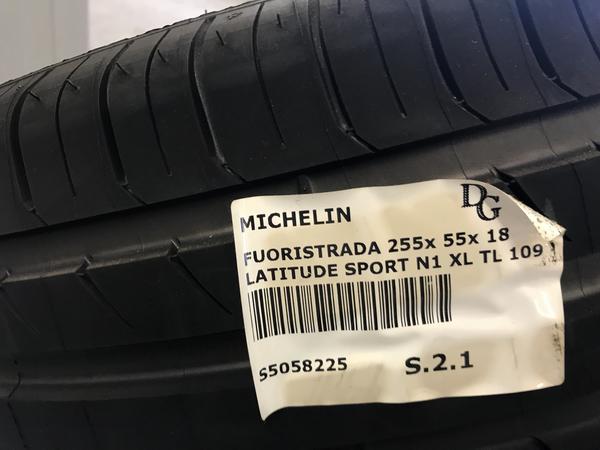 DG
MICHELIN
FUORISTRADA 255x 55x 18
LATITUDE SPORT N1 XL TL 109
S5058225
S.2.1